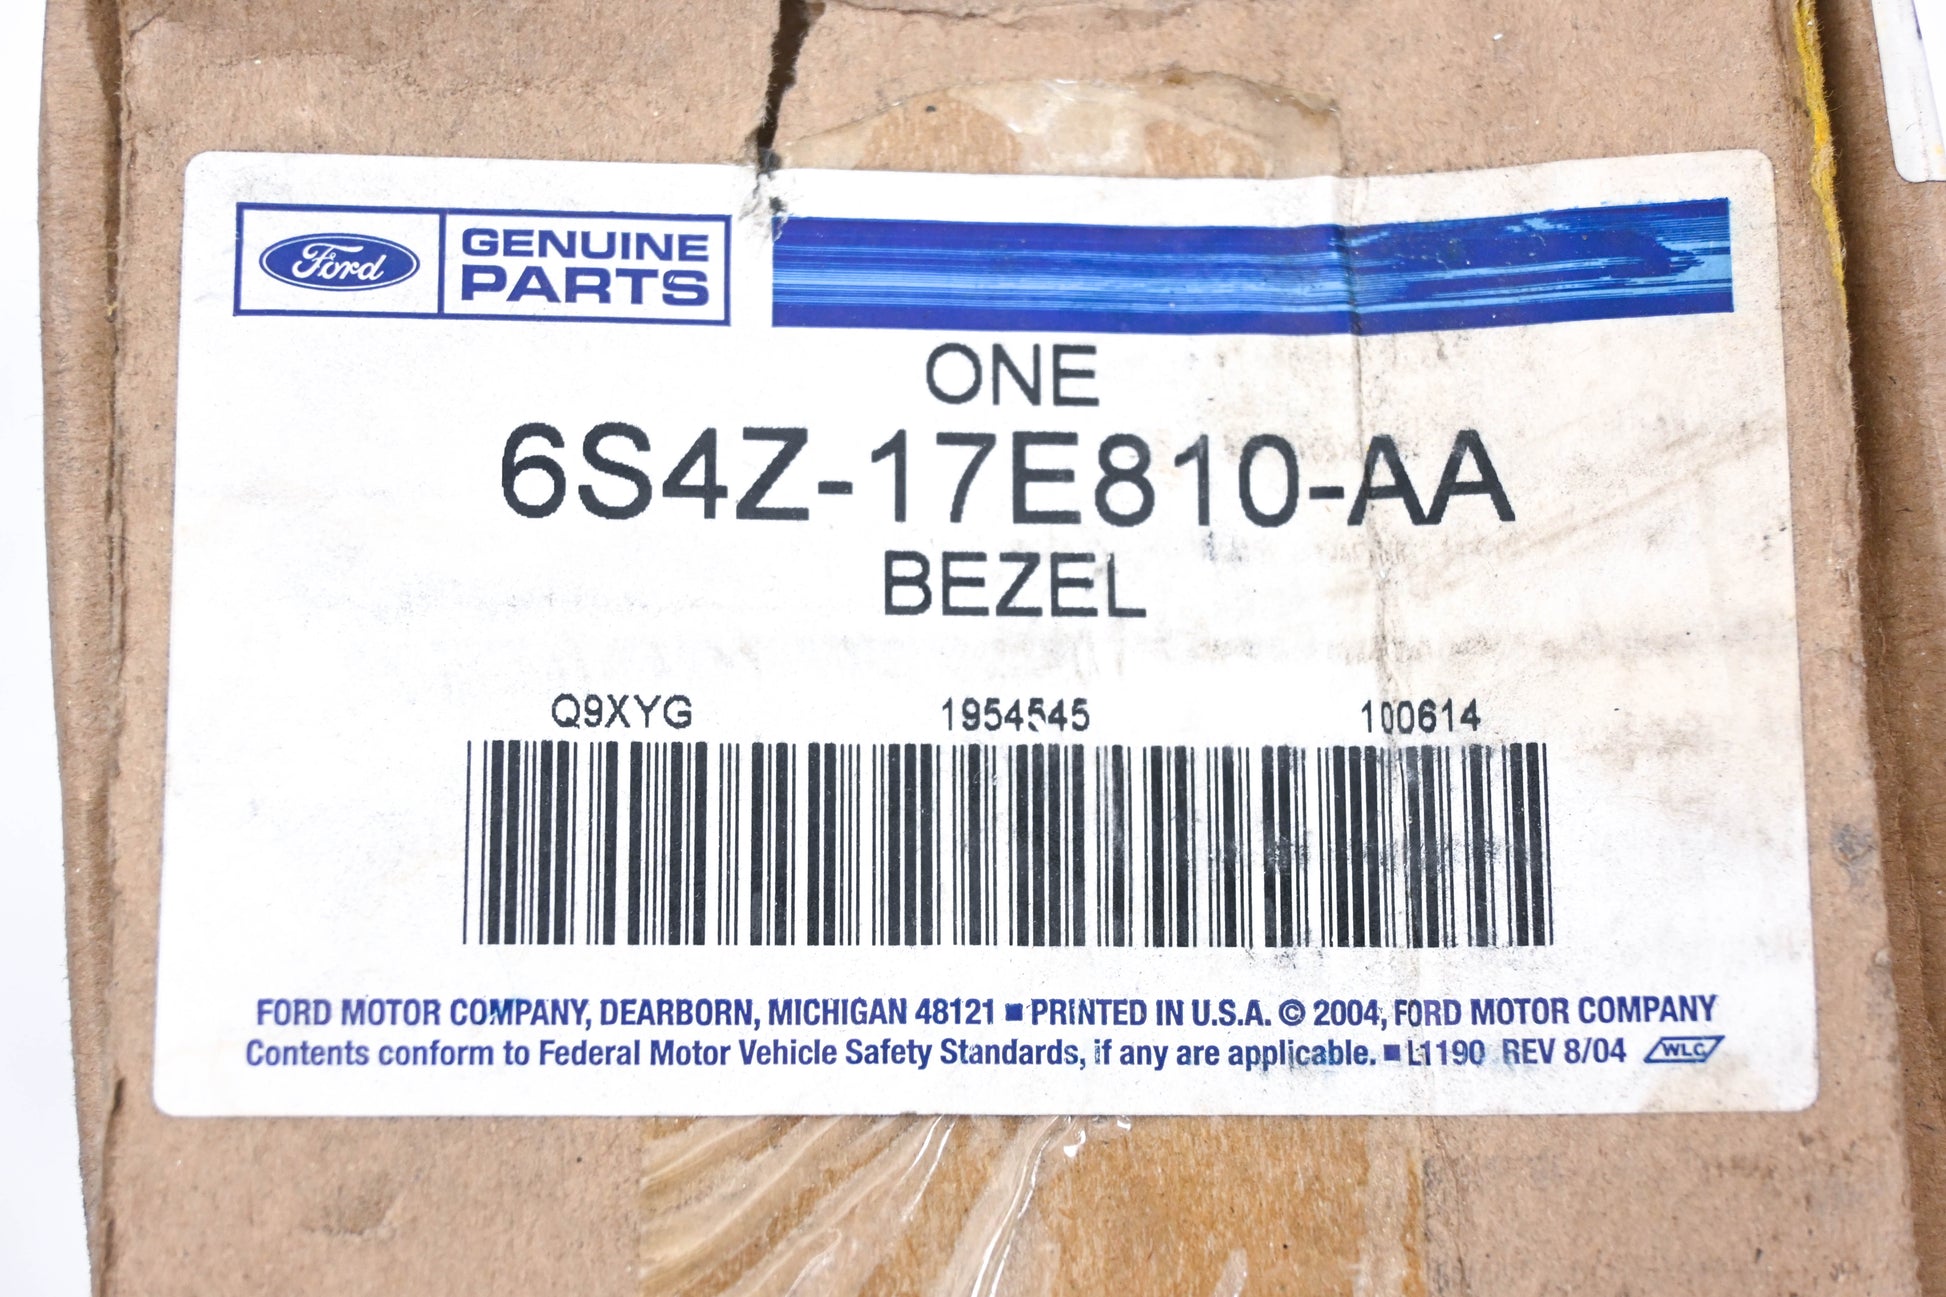 Ford GENUINE
PARTS
ONE
6S4Z-17E810-AA
BEZEL
Q9XYG 1954545 100614
FORD MOTOR COMPANY, DEARBORN, MICHIGAN 48121 ▪ PRINTED IN U.S.A. © 2004, FORD MOTOR COMPANY
Contents conform to Federal Motor Vehicle Safety Standards, if any are applicable. ▪ L1190 REV 8/04 WLC